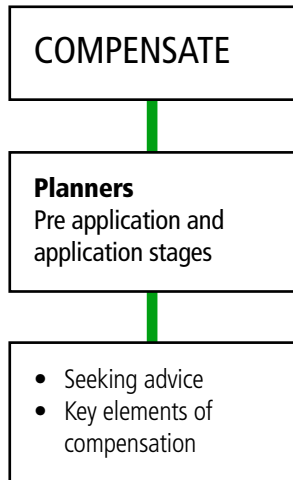 COMPENSATE
Planners
Pre application and
application stages
• Seeking advice
• Key elements of
compensation